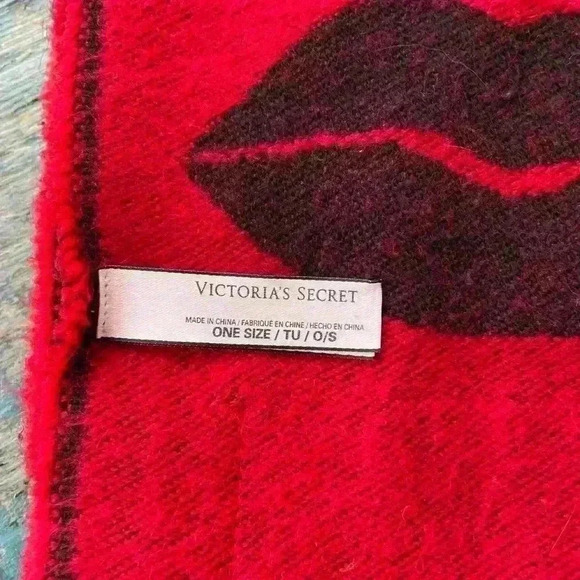 VICTORIA'S SECRET
MADE IN CHINA / FABRIQUÉ EN CHINE / HECHO EN CHINA
ONE SIZE / TU / O/S